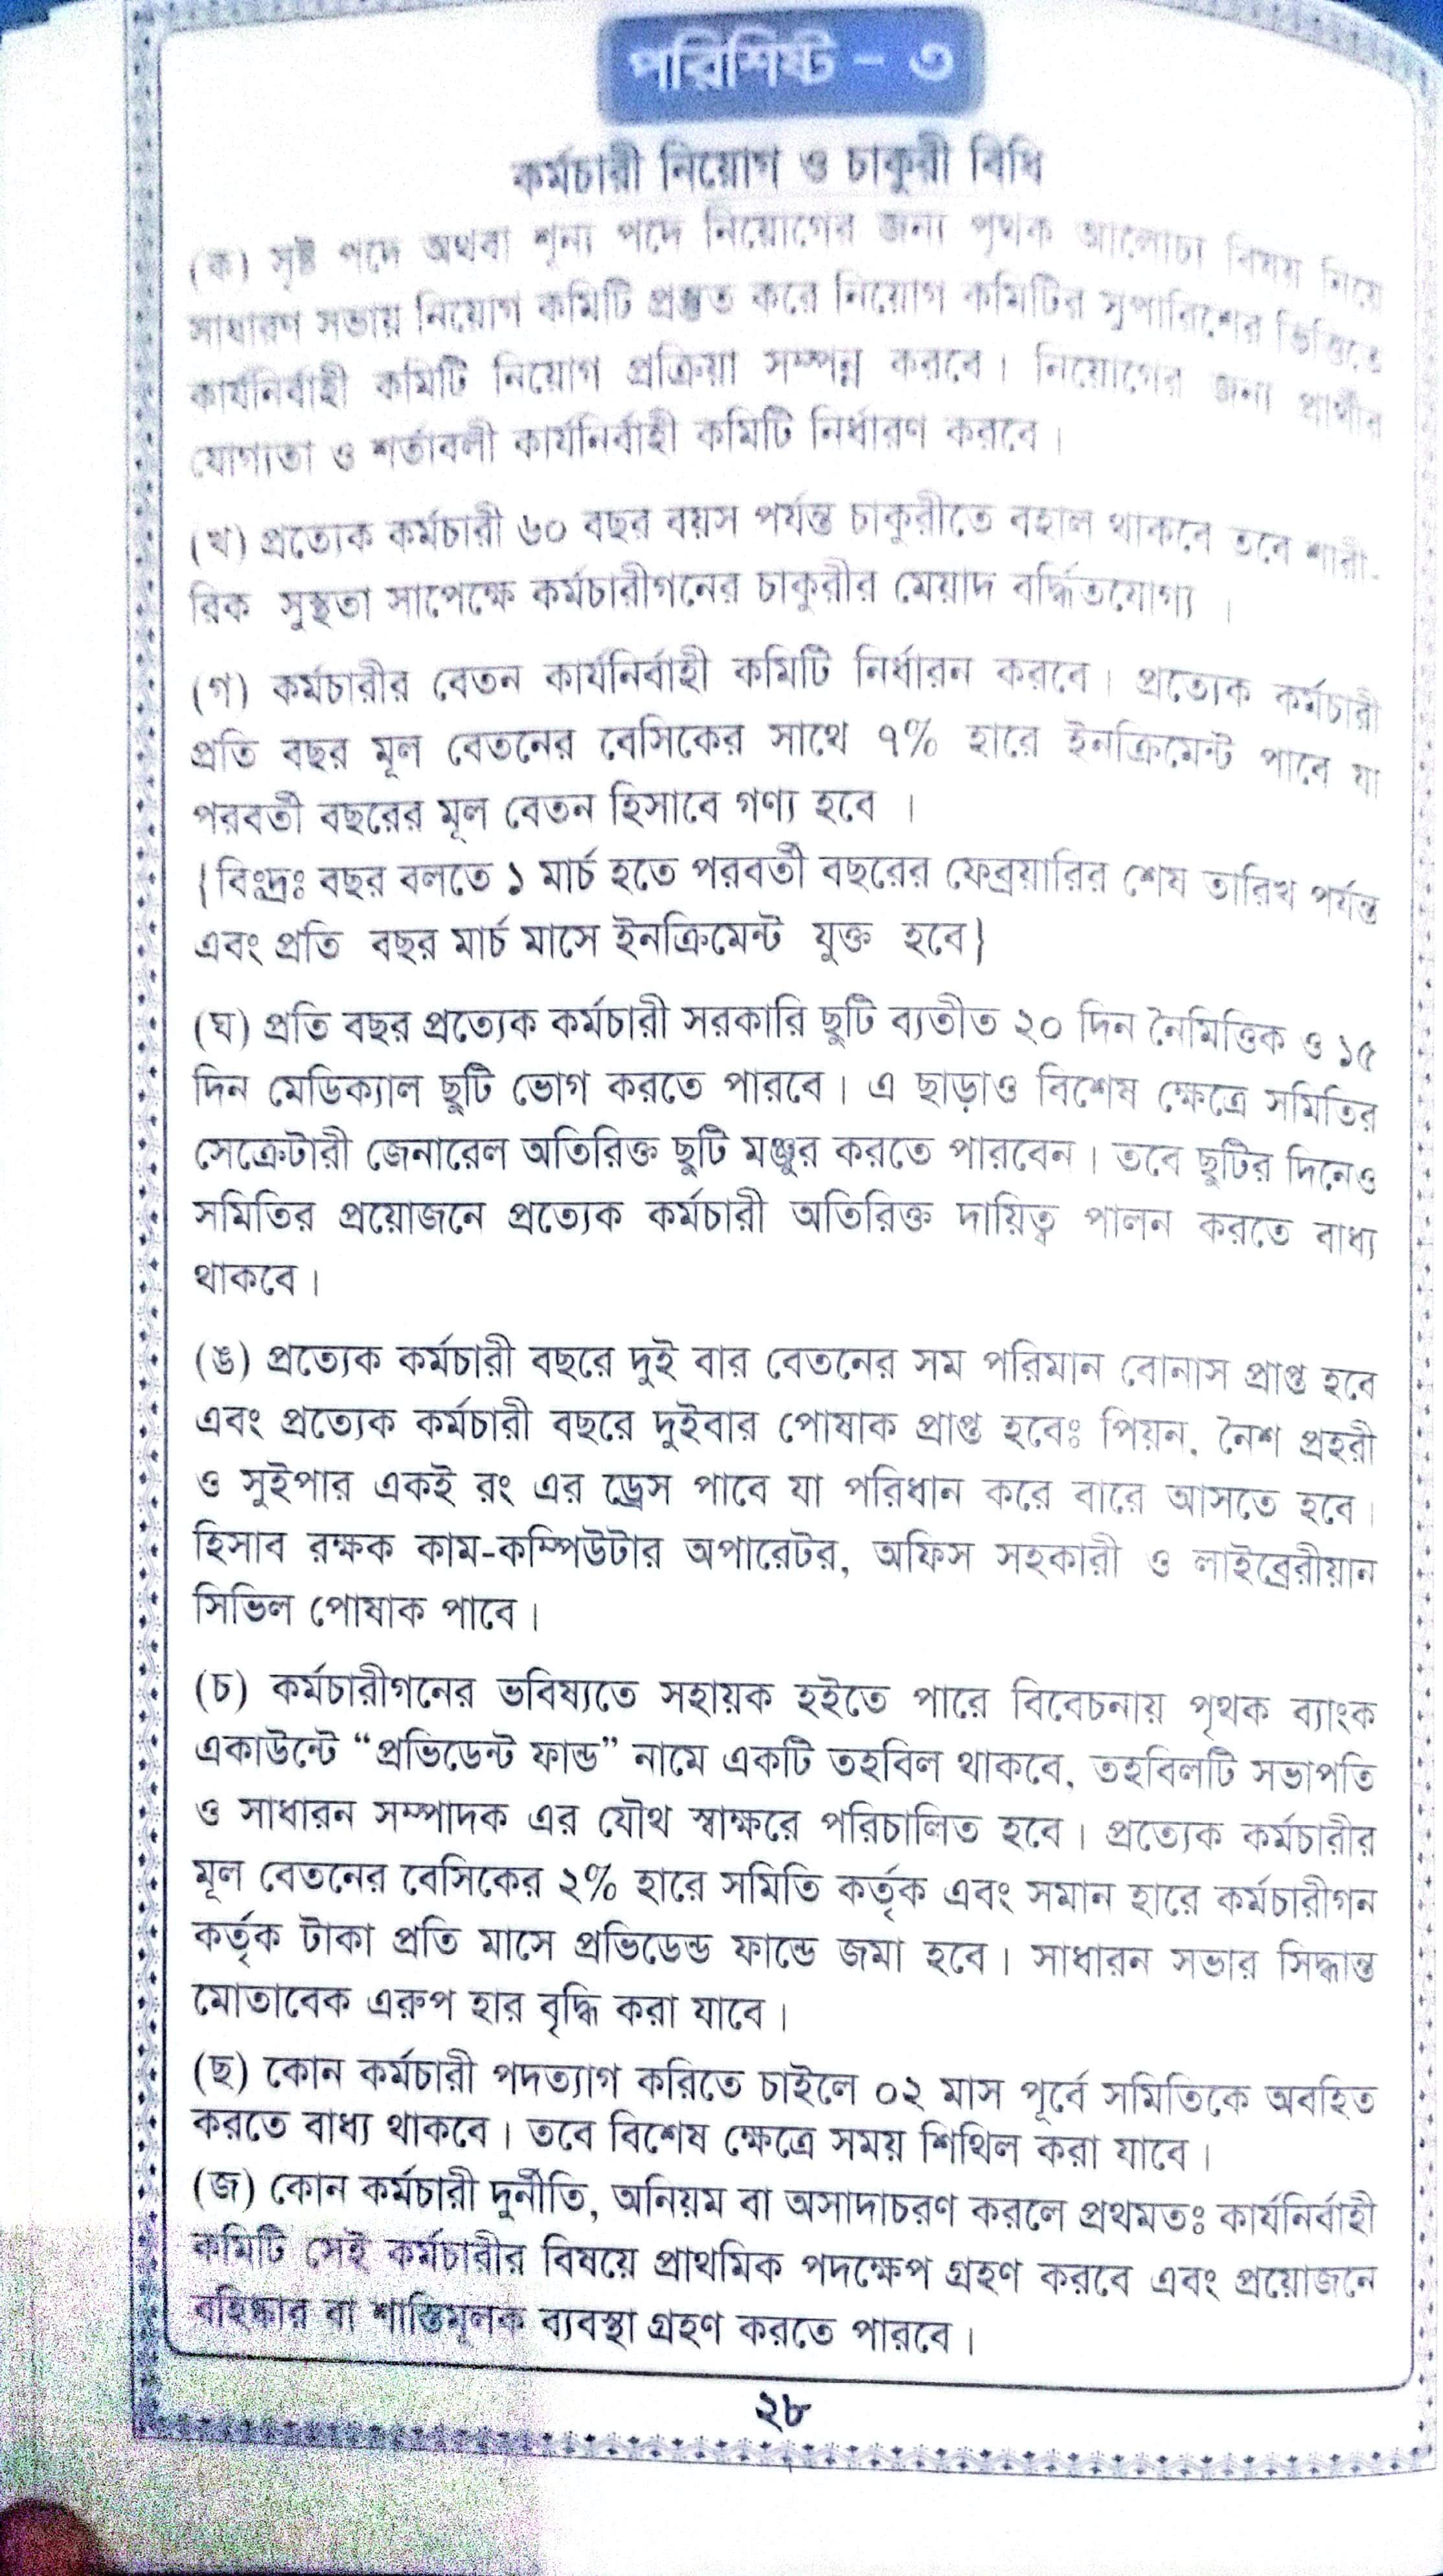 পরিশিষ্ট - ৩
কর্মচারী নিয়োগ ও চাকুরী বিধি
(ক) সৃষ্ট পদে অথবা শূন্য পদে নিয়োগের জন্য পৃথক আলোচ্য বিষয় নিয়ে
সাধারণ সভায় নিয়োগ কমিটি প্রস্তুত করে নিয়োগ কমিটির সুপারিশের ভিত্তিতে
কার্যনির্বাহী কমিটি নিয়োগ প্রক্রিয়া সম্পন্ন করবে। নিয়োগের জন্য প্রার্থীর
যোগ্যতা ও শর্তাবলী কার্যনির্বাহী কমিটি নির্ধারণ করবে।
(খ) প্রত্যেক কর্মচারী ৬০ বছর বয়স পর্যন্ত চাকুরীতে বহাল থাকবে তবে শারী-
রিক সুস্থতা সাপেক্ষে কর্মচারীগনের চাকুরীর মেয়াদ বর্দ্ধিতযোগ্য ।
(গ) কর্মচারীর বেতন কার্যনির্বাহী কমিটি নির্ধারন করবে। প্রত্যেক কর্মচারী
প্রতি বছর মূল বেতনের বেসিকের সাথে ৭% হারে ইনক্রিমেন্ট পাবে যা
পরবর্তী বছরের মূল বেতন হিসাবে গণ্য হবে ।
{বিঃদ্রঃ বছর বলতে ১ মার্চ হতে পরবর্তী বছরের ফেব্রয়ারির শেষ তারিখ পর্যন্ত
এবং প্রতি বছর মার্চ মাসে ইনক্রিমেন্ট যুক্ত হবে}
(ঘ) প্রতি বছর প্রত্যেক কর্মচারী সরকারি ছুটি ব্যতীত ২০ দিন নৈমিত্তিক ও ১৫
দিন মেডিক্যাল ছুটি ভোগ করতে পারবে। এ ছাড়াও বিশেষ ক্ষেত্রে সমিতির
সেক্রেটারী জেনারেল অতিরিক্ত ছুটি মঞ্জুর করতে পারবেন। তবে ছুটির দিনেও
সমিতির প্রয়োজনে প্রত্যেক কর্মচারী অতিরিক্ত দায়িত্ব পালন করতে বাধ্য
থাকবে।
(ঙ) প্রত্যেক কর্মচারী বছরে দুই বার বেতনের সম পরিমান বোনাস প্রাপ্ত হবে
এবং প্রত্যেক কর্মচারী বছরে দুইবার পোষাক প্রাপ্ত হবেঃ পিয়ন, নৈশ প্রহরী
ও সুইপার একই রং এর ড্রেস পাবে যা পরিধান করে বারে আসতে হবে।
হিসাব রক্ষক কাম-কম্পিউটার অপারেটর, অফিস সহকারী ও লাইব্রেরীয়ান
সিভিল পোষাক পাবে।
(চ) কর্মচারীগনের ভবিষ্যতে সহায়ক হইতে পারে বিবেচনায় পৃথক ব্যাংক
একাউন্টে “প্রভিডেন্ট ফান্ড” নামে একটি তহবিল থাকবে, তহবিলটি সভাপতি
ও সাধারন সম্পাদক এর যৌথ স্বাক্ষরে পরিচালিত হবে। প্রত্যেক কর্মচারীর
মূল বেতনের বেসিকের ২% হারে সমিতি কর্তৃক এবং সমান হারে কর্মচারীগন
কর্তৃক টাকা প্রতি মাসে প্রভিডেন্ড ফান্ডে জমা হবে। সাধারন সভার সিদ্ধান্ত
মোতাবেক এরুপ হার বৃদ্ধি করা যাবে।
(ছ) কোন কর্মচারী পদত্যাগ করিতে চাইলে ০২ মাস পূর্বে সমিতিকে অবহিত
করতে বাধ্য থাকবে। তবে বিশেষ ক্ষেত্রে সময় শিথিল করা যাবে।
(জ) কোন কর্মচারী দুর্নীতি, অনিয়ম বা অসাদাচরণ করলে প্রথমতঃ কার্যনির্বাহী
কমিটি সেই কর্মচারীর বিষয়ে প্রাথমিক পদক্ষেপ গ্রহণ করবে এবং প্রয়োজনে
বহিষ্কার বা শাস্তিমূলক ব্যবস্থা গ্রহণ করতে পারবে।
২৮